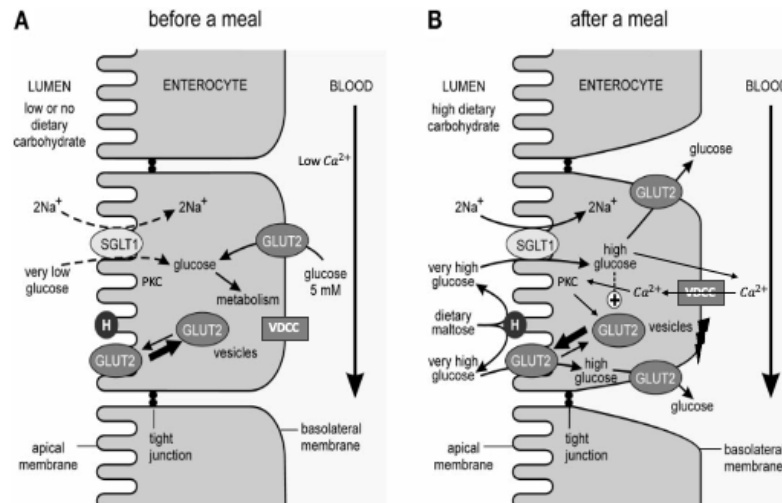 A
before a meal
LUMEN
ENTEROCYTE
BLOOD
low or no
dietary
carbohydrate
Low Ca²⁺
2Na⁺
2Na⁺
SGLT1
GLUT2
very low
glucose
glucose
glucose
5 mM
PKC
metabolism
H
GLUT2
VDCC
vesicles
GLUT2
apical
membrane
tight
junction
basolateral
membrane
B
after a meal
LUMEN
ENTEROCYTE
BLOOD
high dietary
carbohydrate
glucose
GLUT2
2Na⁺
2Na⁺
SGLT1
high
glucose
very high
glucose
PKC
Ca²⁺
VDCC
Ca²⁺
+
dietary
maltose
H
GLUT2
vesicles
very high
glucose
GLUT2
high
glucose
GLUT2
glucose
apical
membrane
tight
junction
basolateral
membrane